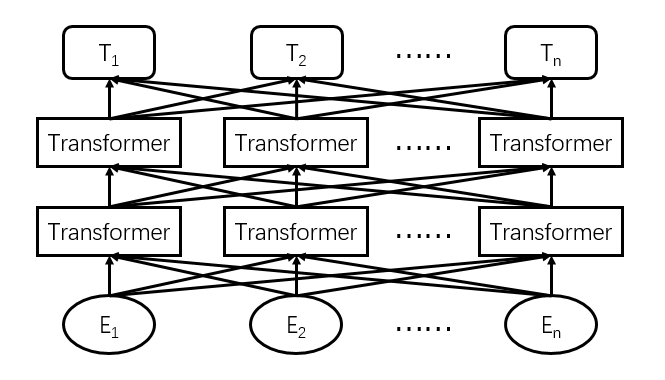 T1 T2 …… Tn
Transformer Transformer …… Transformer
Transformer Transformer …… Transformer
E1 E2 …… En